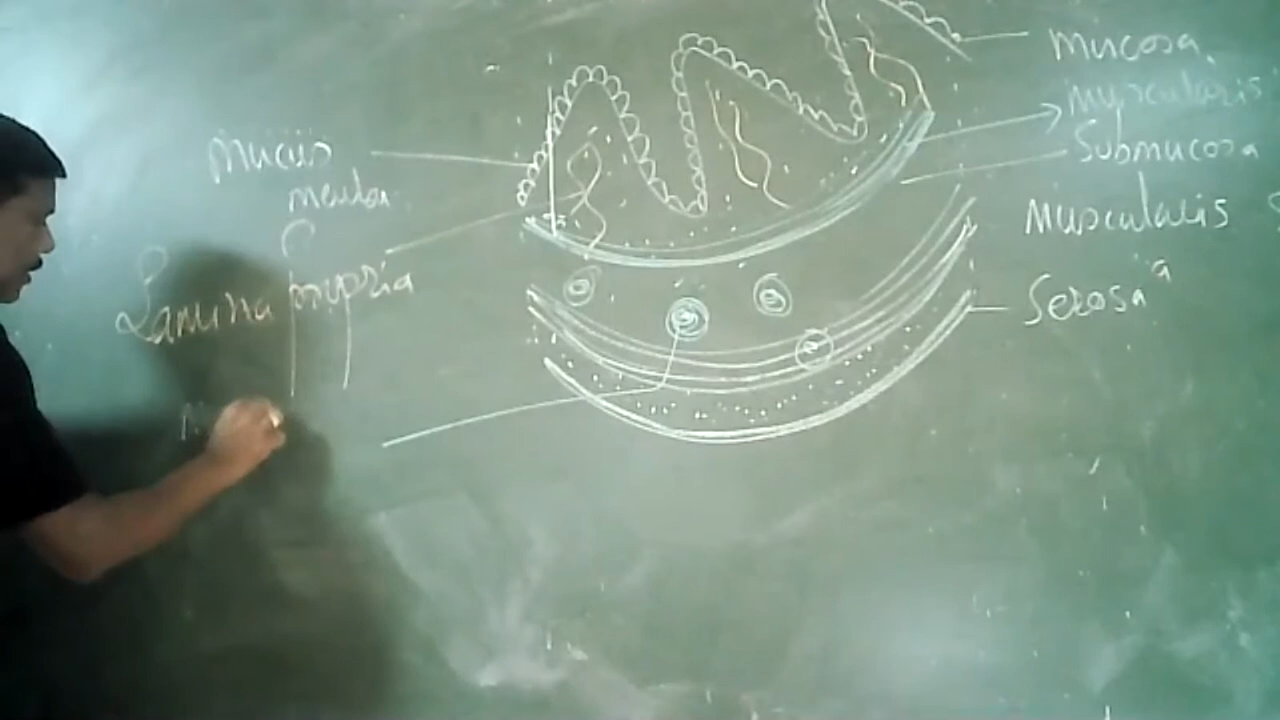 Mucosa
Muscularis
Submucosa
Muscularis
Serosa
Mucus
Lamina propria